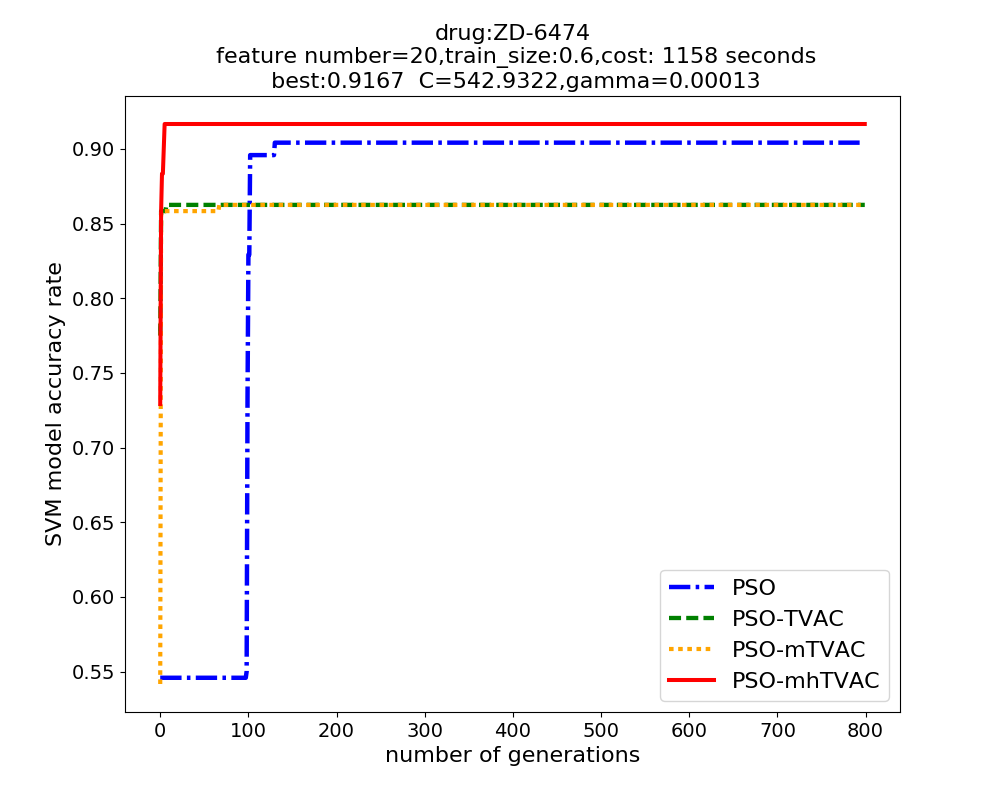 drug:ZD-6474
feature number=20,train_size:0.6,cost: 1158 seconds
best:0.9167  C=542.9322,gamma=0.00013
SVM model accuracy rate
0.90
0.85
0.80
0.75
0.70
0.65
0.60
0.55
PSO
PSO-TVAC
PSO-mTVAC
PSO-mhTVAC
0 100 200 300 400 500 600 700 800
number of generations